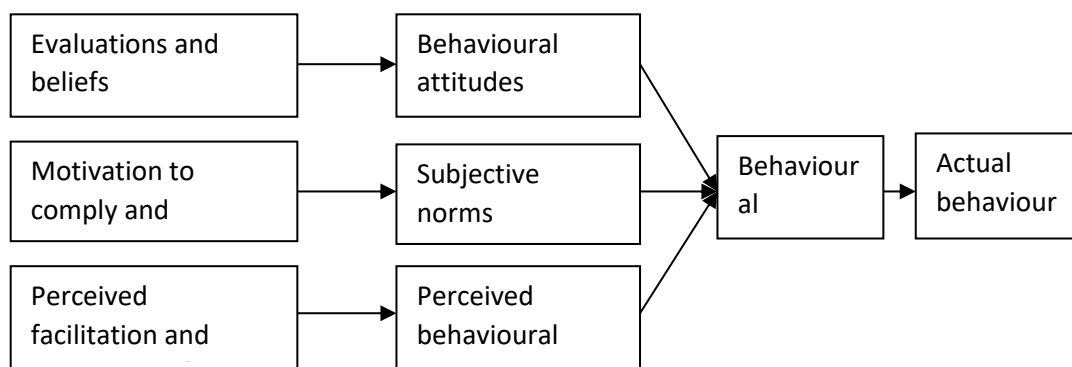 Evaluations and
beliefs
Behavioural
attitudes
Motivation to
comply and
Subjective
norms
Behaviour
al
Actual
behaviour
Perceived
facilitation and
Perceived
behavioural